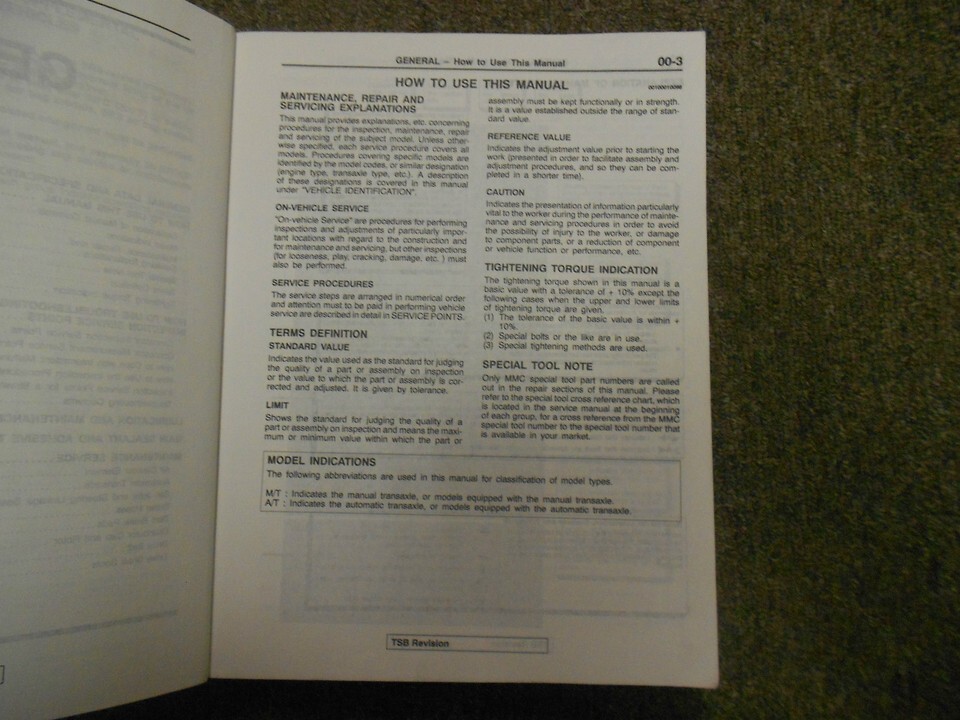 GENERAL – How to Use This Manual 00-3
HOW TO USE THIS MANUAL
00100010098
MAINTENANCE, REPAIR AND
SERVICING EXPLANATIONS
This manual provides explanations, etc. concerning
procedures for the inspection, maintenance, repair
and servicing of the subject model. Unless other-
wise specified, each service procedure covers all
models. Procedures covering specific models are
identified by the model codes, or similar designation
(engine type, transaxle type, etc.). A description
of these designations is covered in this manual
under "VEHICLE IDENTIFICATION".
ON-VEHICLE SERVICE
"On-vehicle Service" are procedures for performing
inspections and adjustments of particularly impor-
tant locations with regard to the construction and
for maintenance and servicing, but other inspections
(for looseness, play, cracking, damage, etc. ) must
also be performed.
SERVICE PROCEDURES
The service steps are arranged in numerical order
and attention must to be paid in performing vehicle
service are described in detail in SERVICE POINTS.
TERMS DEFINITION
STANDARD VALUE
Indicates the value used as the standard for judging
the quality of a part or assembly on inspection
or the value to which the part or assembly is cor-
rected and adjusted. It is given by tolerance.
LIMIT
Shows the standard for judging the quality of a
part or assembly on inspection and means the maxi-
mum or minimum value within which the part or
assembly must be kept functionally or in strength.
It is a value established outside the range of stan-
dard value.
REFERENCE VALUE
Indicates the adjustment value prior to starting the
work (presented in order to facilitate assembly and
adjustment procedures, and so they can be com-
pleted in a shorter time).
CAUTION
Indicates the presentation of information particularly
vital to the worker during the performance of mainte-
nance and servicing procedures in order to avoid
the possibility of injury to the worker, or damage
to component parts, or a reduction of component
or vehicle function or performance, etc.
TIGHTENING TORQUE INDICATION
The tightening torque shown in this manual is a
basic value with a tolerance of + 10% except the
following cases when the upper and lower limits
of tightening torque are given.
(1) The tolerance of the basic value is within +
10%.
(2) Special bolts or the like are in use.
(3) Special tightening methods are used.
SPECIAL TOOL NOTE
Only MMC special tool part numbers are called
out in the repair sections of this manual. Please
refer to the special tool cross reference chart, which
is located in the service manual at the beginning
of each group, for a cross reference from the MMC
special tool number to the special tool number that
is available in your market.
MODEL INDICATIONS
The following abbreviations are used in this manual for classification of model types.
M/T : Indicates the manual transaxle, or models equipped with the manual transaxle.
A/T : Indicates the automatic transaxle, or models equipped with the automatic transaxle.
TSB Revision